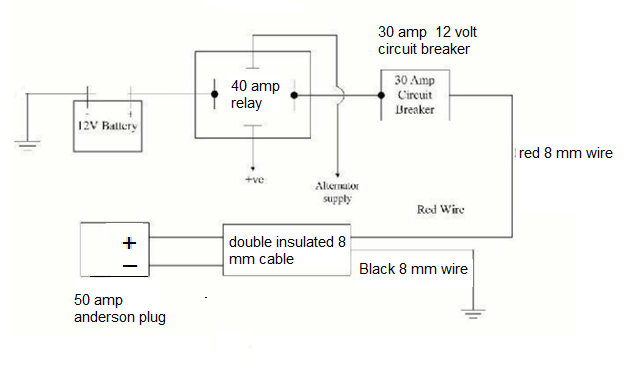 30 amp 12 volt
circuit breaker
30 Amp
Circuit
Breaker
40 amp
relay
- +
12V Battery
red 8 mm wire
+ve
Alternator
supply
Red Wire
+
double insulated 8
mm cable
−
Black 8 mm wire
50 amp
anderson plug